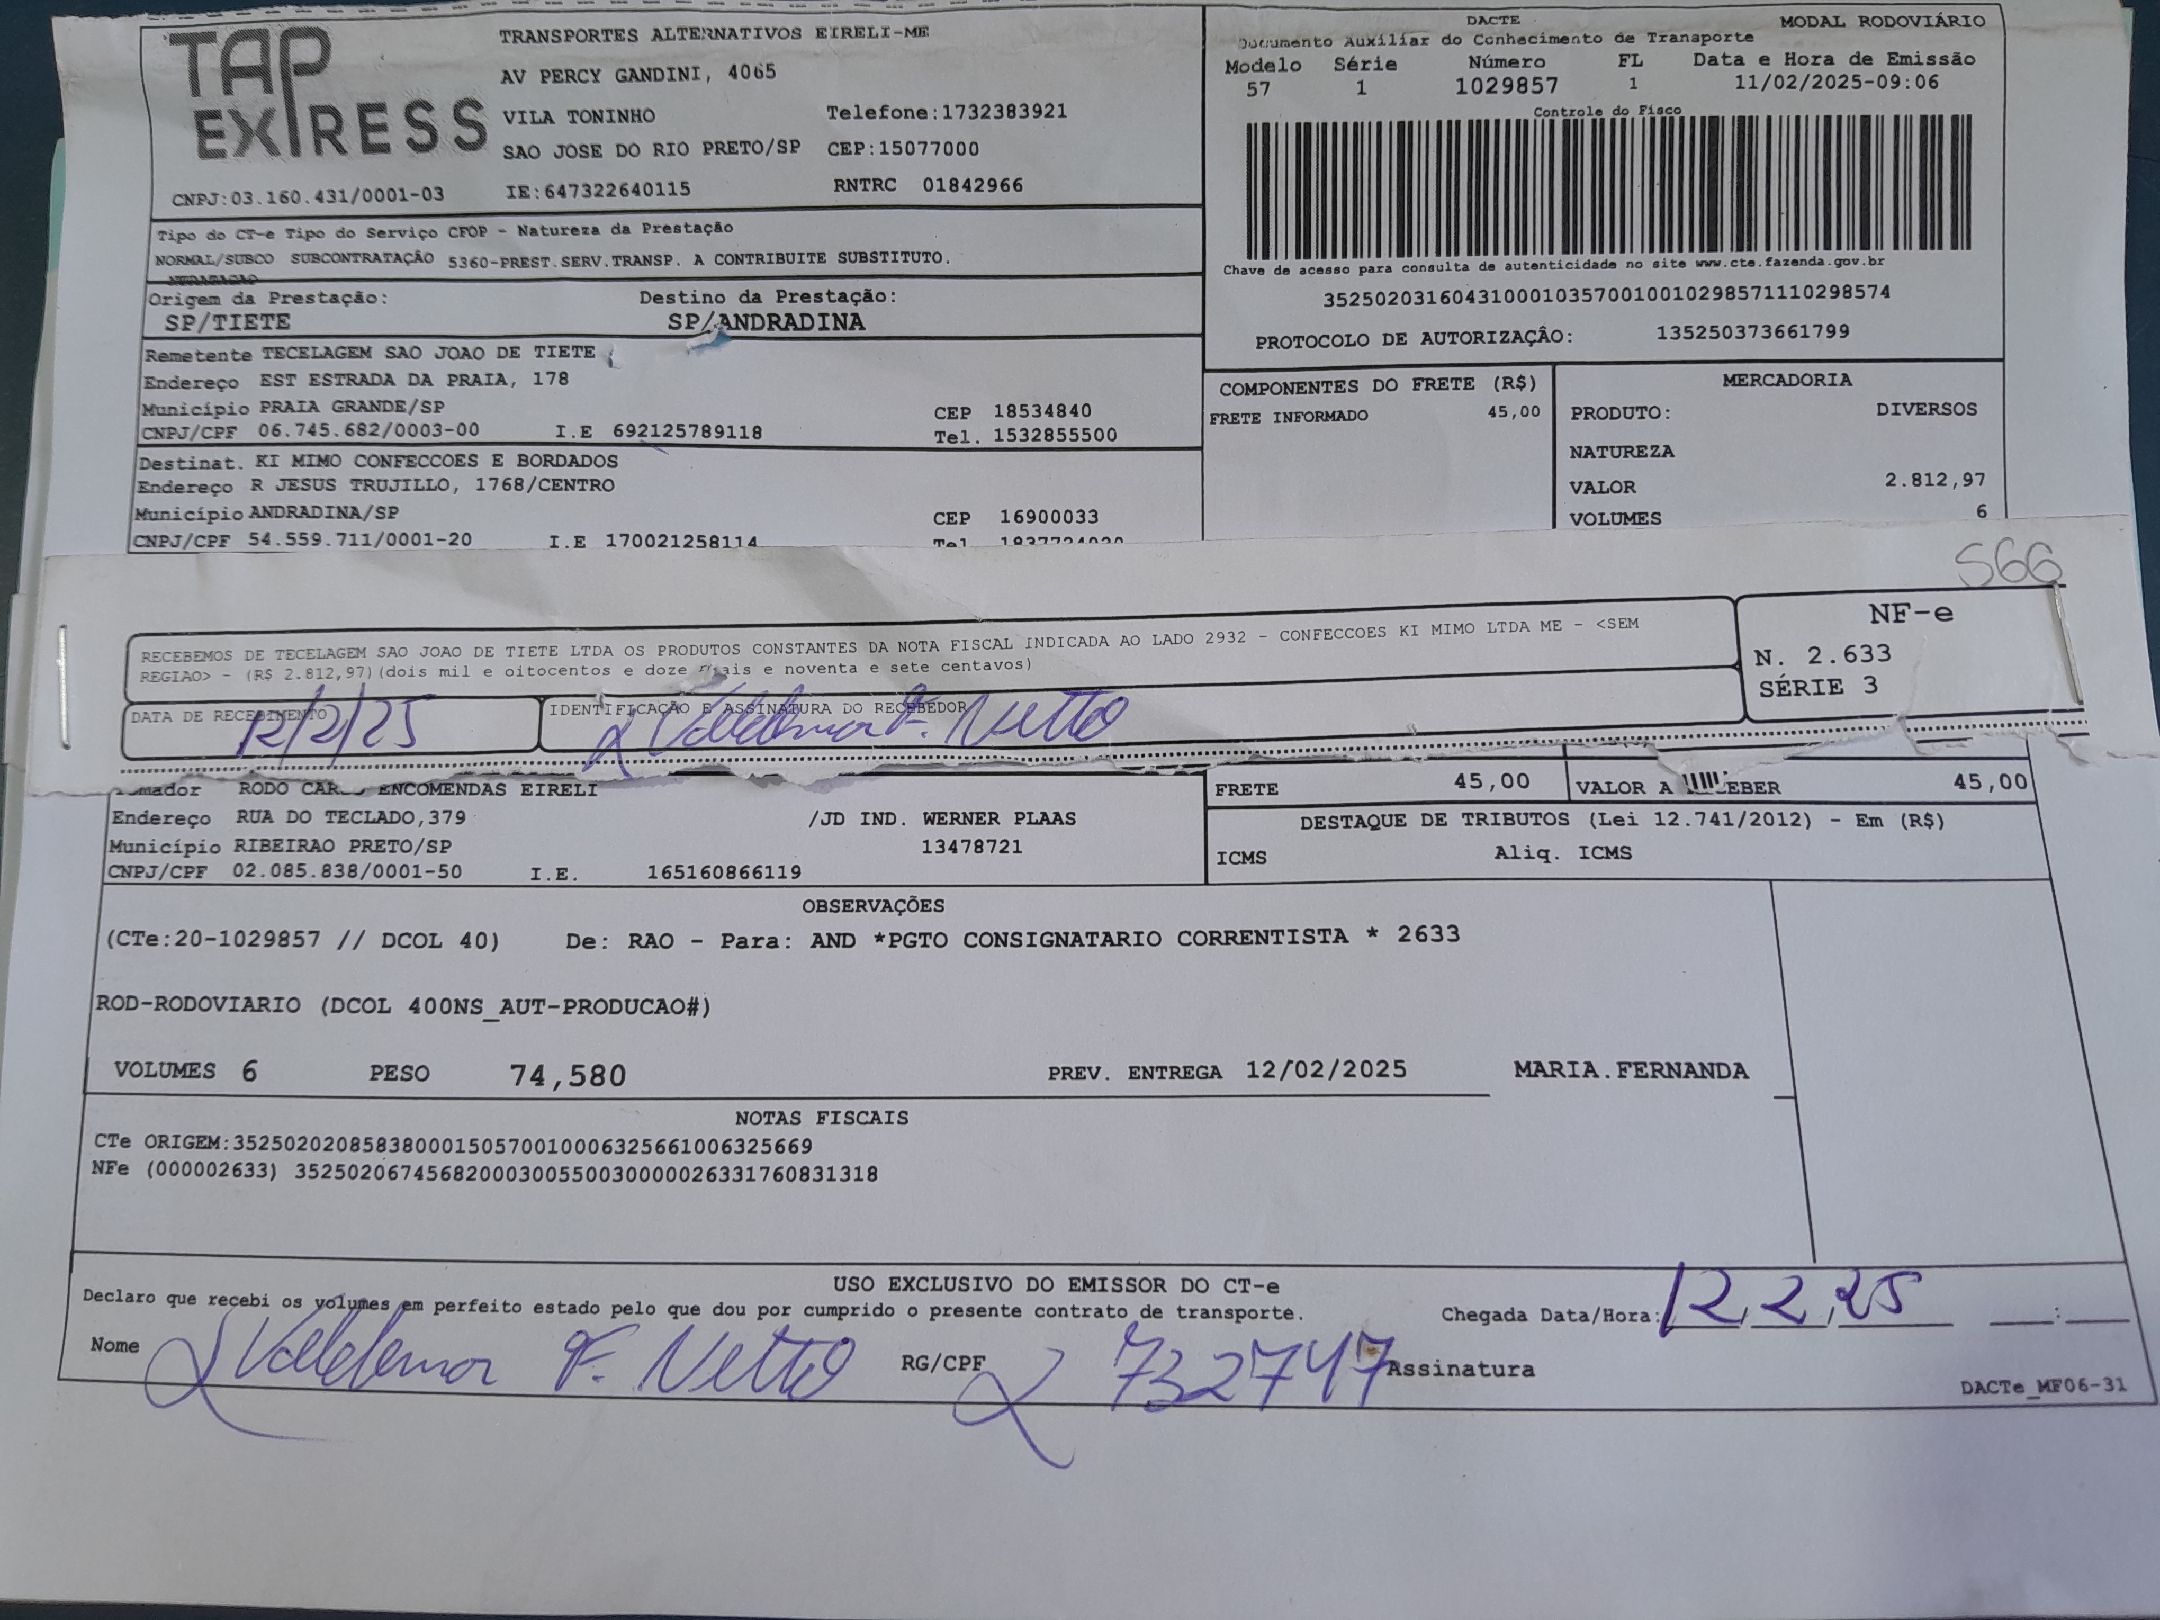 TAP EXPRESS
TRANSPORTES ALTERNATIVOS EIRELI-ME
AV PERCY GANDINI, 4065
VILA TONINHO Telefone:1732383921
SAO JOSE DO RIO PRETO/SP CEP:15077000
CNPJ:03.160.431/0001-03 IE:647322640115 RNTRC 01842966
DACTE MODAL RODOVIÁRIO
Documento Auxiliar do Conhecimento de Transporte
Modelo Série Número FL Data e Hora de Emissão
57 1 1029857 1 11/02/2025-09:06
Controle do Fisco
Chave de acesso para consulta de autenticidade no site www.cte.fazenda.gov.br
35250203160431000103570010010298571110298574
PROTOCOLO DE AUTORIZAÇÂO: 135250373661799
Tipo do CT-e Tipo do Serviço CFOP - Natureza da Prestação
NORMAL/SUBCO SUBCONTRATAÇÃO 5360-PREST.SERV.TRANSP. A CONTRIBUITE SUBSTITUTO.
Origem da Prestação: Destino da Prestação:
SP/TIETE SP/ANDRADINA
Remetente TECELAGEM SAO JOAO DE TIETE
Endereço EST ESTRADA DA PRAIA, 178
Município PRAIA GRANDE/SP CEP 18534840
CNPJ/CPF 06.745.682/0003-00 I.E 692125789118 Tel. 1532855500
Destinat. KI MIMO CONFECCOES E BORDADOS
Endereço R JESUS TRUJILLO, 1768/CENTRO
Município ANDRADINA/SP CEP 16900033
CNPJ/CPF 54.559.711/0001-20 I.E 170021258114 Tel
COMPONENTES DO FRETE (R$)
FRETE INFORMADO 45,00
MERCADORIA
PRODUTO: DIVERSOS
NATUREZA
VALOR 2.812,97
VOLUMES 6
566
RECEBEMOS DE TECELAGEM SAO JOAO DE TIETE LTDA OS PRODUTOS CONSTANTES DA NOTA FISCAL INDICADA AO LADO 2932 - CONFECCOES KI MIMO LTDA ME - <SEM
REGIAO> - (R$ 2.812,97)(dois mil e oitocentos e doze reais e noventa e sete centavos)
NF-e
N. 2.633
SÉRIE 3
DATA DE RECEBIMENTO IDENTIFICAÇÃO E ASSINATURA DO RECEBEDOR
12/2/25 Valdemar F. Netto
Tomador RODO CARGO ENCOMENDAS EIRELI
Endereço RUA DO TECLADO,379 /JD IND. WERNER PLAAS
Município RIBEIRAO PRETO/SP 13478721
CNPJ/CPF 02.085.838/0001-50 I.E. 165160866119
FRETE 45,00 VALOR A RECEBER 45,00
DESTAQUE DE TRIBUTOS (Lei 12.741/2012) - Em (R$)
ICMS Aliq. ICMS
OBSERVAÇÕES
(CTe:20-1029857 // DCOL 40) De: RAO - Para: AND *PGTO CONSIGNATARIO CORRENTISTA * 2633
ROD-RODOVIARIO (DCOL 400NS_AUT-PRODUCAO#)
VOLUMES 6 PESO 74,580 PREV. ENTREGA 12/02/2025 MARIA.FERNANDA
NOTAS FISCAIS
CTe ORIGEM:35250202085838000150570010006325661006325669
NFe (000002633) 35250206745682000300550030000026331760831318
USO EXCLUSIVO DO EMISSOR DO CT-e
Declaro que recebi os volumes em perfeito estado pelo que dou por cumprido o presente contrato de transporte. Chegada Data/Hora: 12 2 25 :
Nome Valdemar F. Netto RG/CPF 732747 Assinatura
DACTe_MF06-31